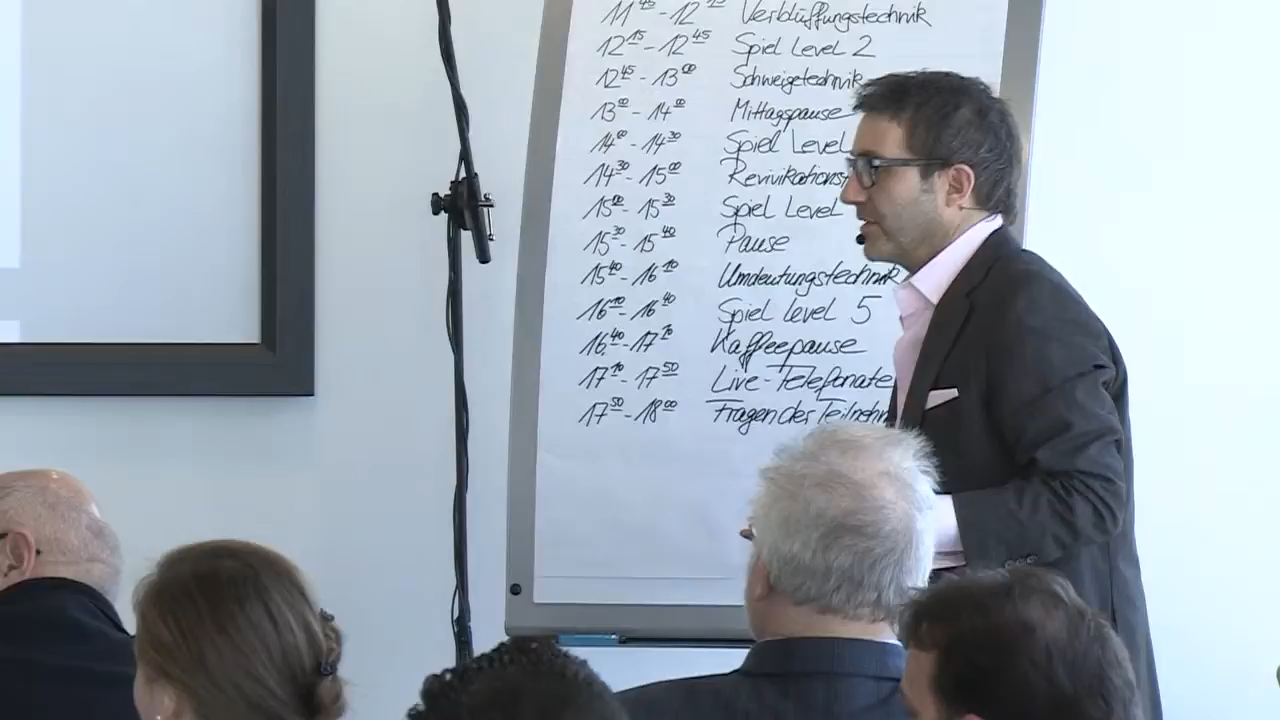 11⁴⁵ - 12¹⁵ Verblüffungstechnik
12¹⁵ - 12⁴⁵ Spiel Level 2
12⁴⁵ - 13⁰⁰ Schweigetechnik
13⁰⁰ - 14⁰⁰ Mittagspause
14⁰⁰ - 14³⁰ Spiel Level
14³⁰ - 15⁰⁰ Revivikationst
15⁰⁰ - 15³⁰ Spiel Level
15³⁰ - 15⁴⁰ Pause
15⁴⁰ - 16¹⁰ Umdeutungstechnik
16¹⁰ - 16⁴⁰ Spiel Level 5
16⁴⁰ - 17¹⁰ Kaffeepause
17¹⁰ - 17⁵⁰ Live-Telefonate
17⁵⁰ - 18⁰⁰ Fragen der Teilnehm